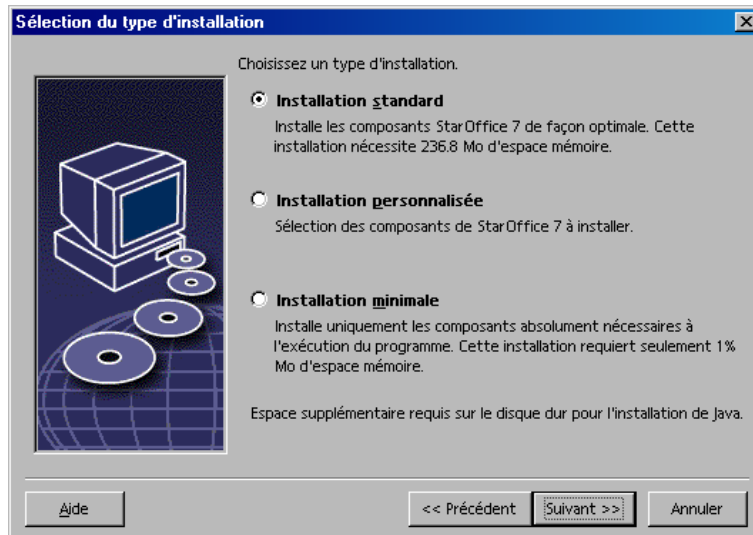 Sélection du type d'installation
Choisissez un type d'installation.
Installation standard
Installe les composants StarOffice 7 de façon optimale. Cette
installation nécessite 236.8 Mo d'espace mémoire.
Installation personnalisée
Sélection des composants de StarOffice 7 à installer.
Installation minimale
Installe uniquement les composants absolument nécessaires à
l'exécution du programme. Cette installation requiert seulement 1%
Mo d'espace mémoire.
Espace supplémentaire requis sur le disque dur pour l'installation de Java.
Aide
<< Précédent
Suivant >>
Annuler